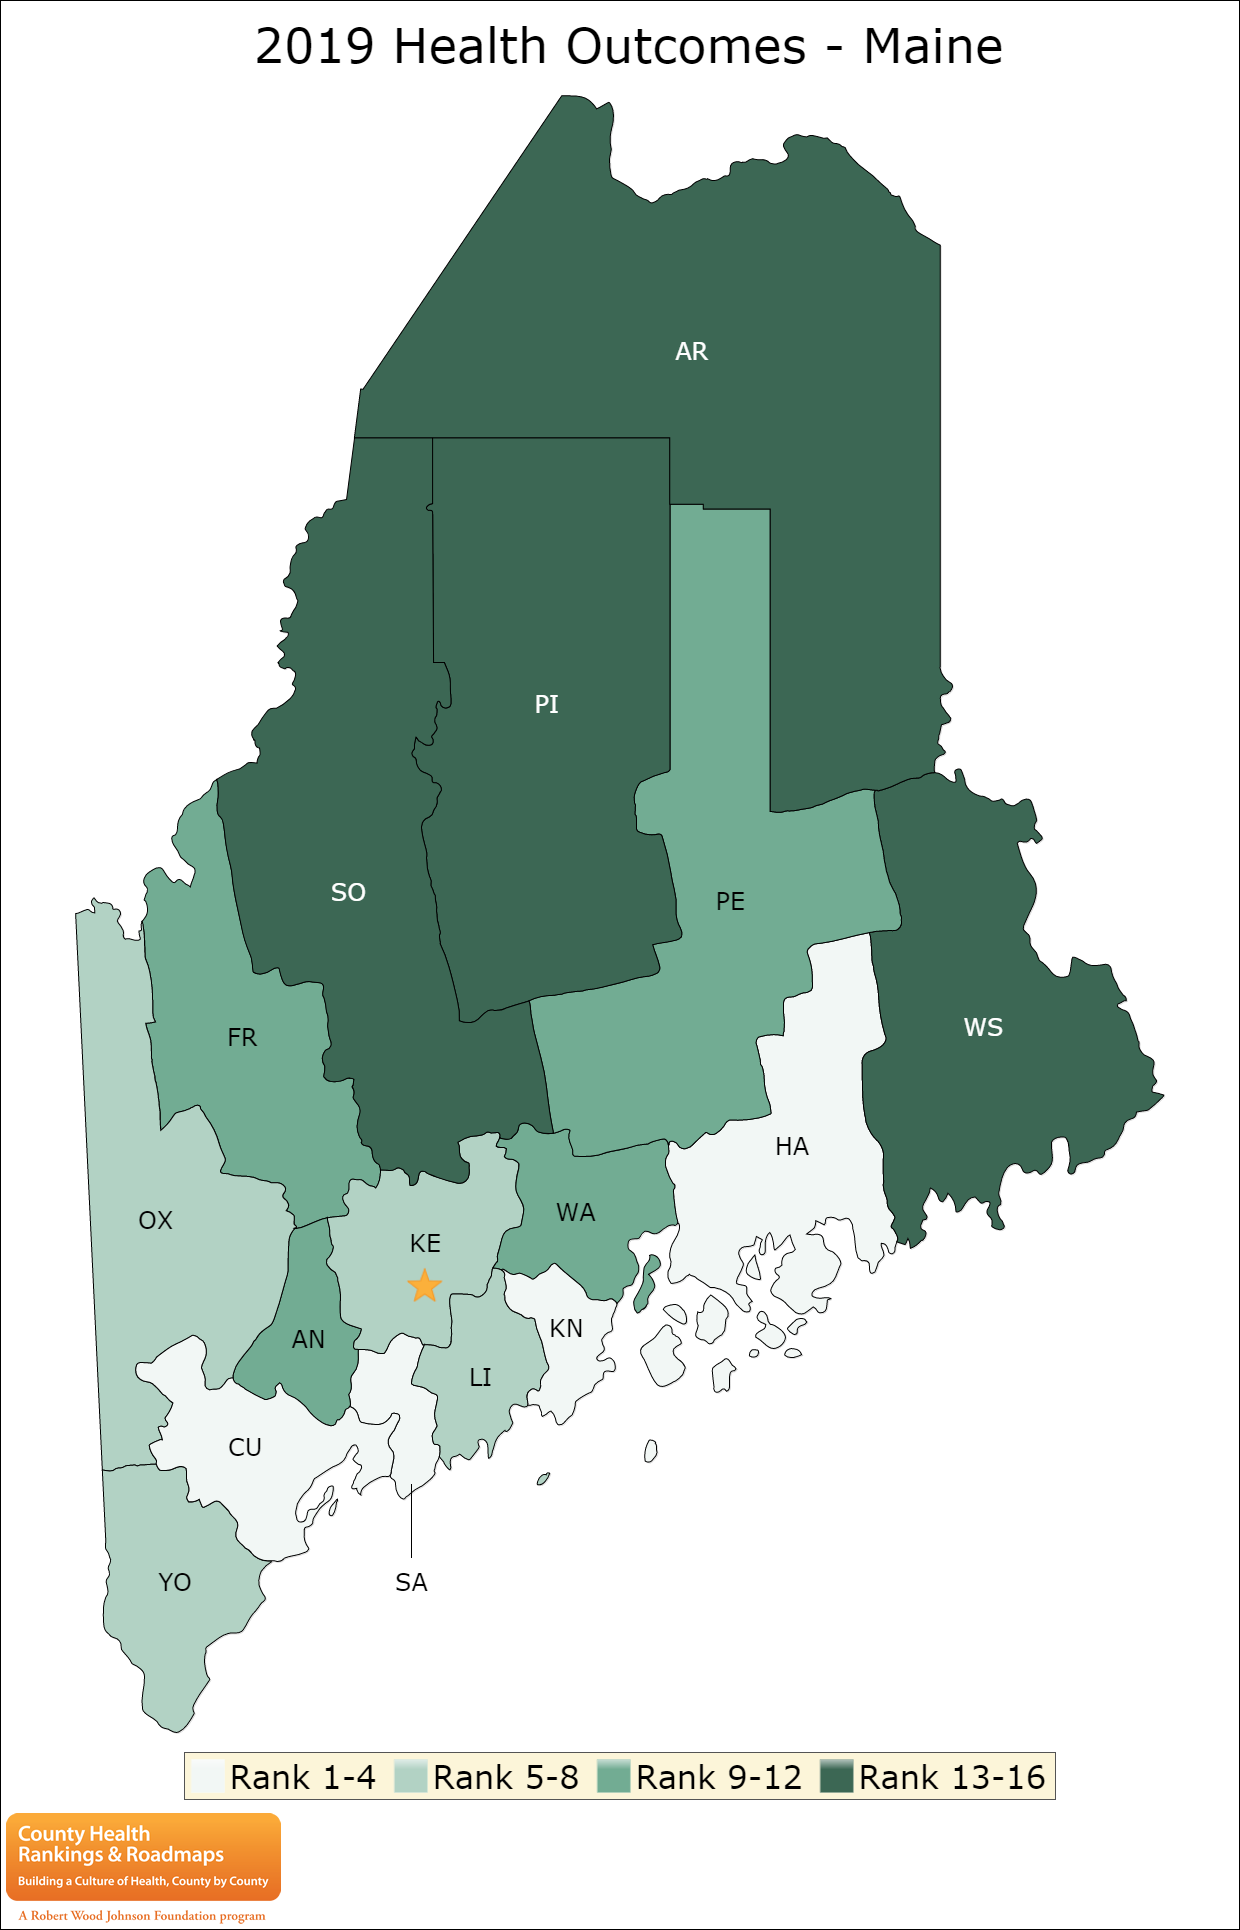 2019 Health Outcomes - Maine
AR
PI
SO
PE
WS
FR
HA
OX
WA
KE
KN
AN
LI
CU
YO
SA
Rank 1-4
Rank 5-8
Rank 9-12
Rank 13-16
County Health
Rankings & Roadmaps
Building a Culture of Health, County by County
A Robert Wood Johnson Foundation program